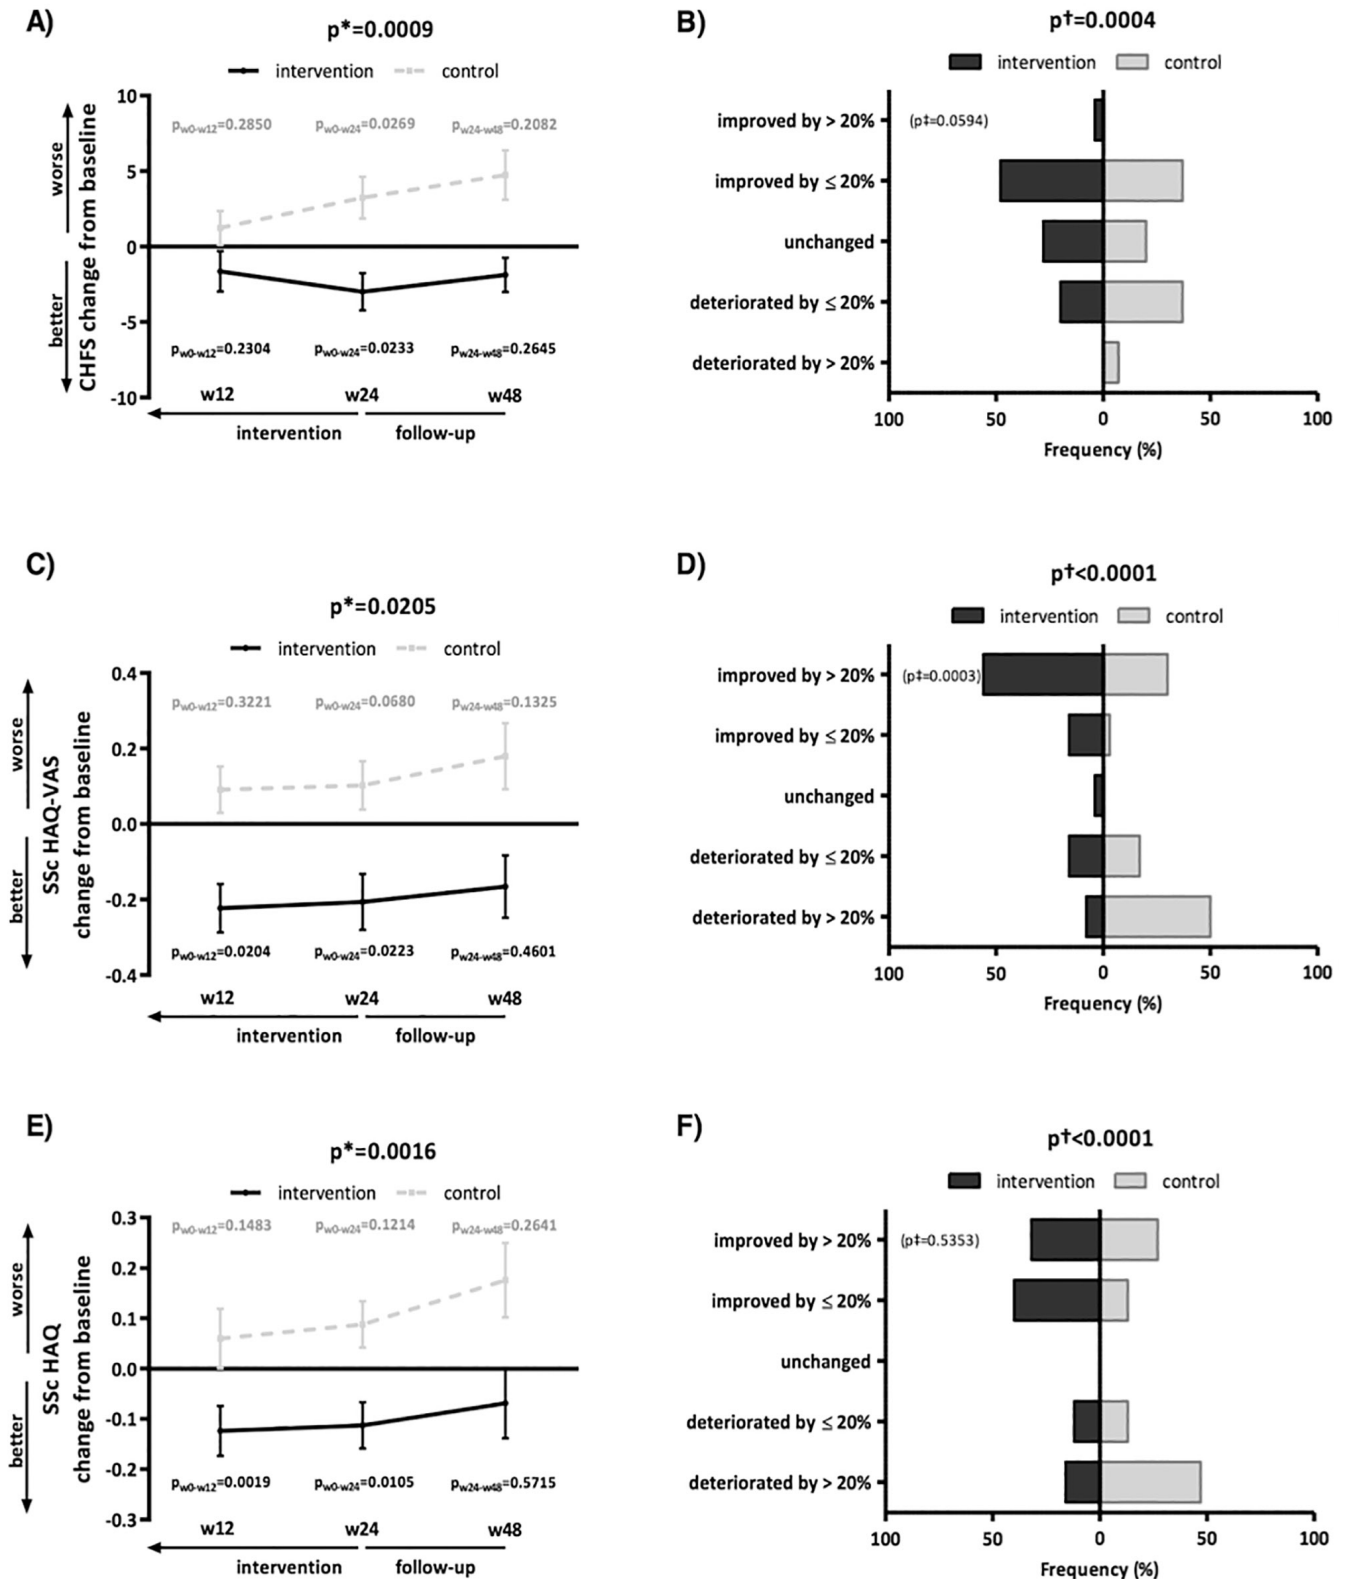 A)
p*=0.0009
intervention control
10
5
0
-5
-10
worse
better
CHFS change from baseline
pw0-w12=0.2850 pw0-w24=0.0269 pw24-w48=0.2082
pw0-w12=0.2304 pw0-w24=0.0233 pw24-w48=0.2645
w12 w24 w48
intervention follow-up
B)
p†=0.0004
intervention control
improved by > 20% (p‡=0.0594)
improved by ≤ 20%
unchanged
deteriorated by ≤ 20%
deteriorated by > 20%
100 50 0 50 100
Frequency (%)
C)
p*=0.0205
intervention control
0.4
0.2
0.0
-0.2
-0.4
worse
better
SSc HAQ-VAS
change from baseline
pw0-w12=0.3221 pw0-w24=0.0680 pw24-w48=0.1325
pw0-w12=0.0204 pw0-w24=0.0223 pw24-w48=0.4601
w12 w24 w48
intervention follow-up
D)
p†<0.0001
intervention control
improved by > 20% (p‡=0.0003)
improved by ≤ 20%
unchanged
deteriorated by ≤ 20%
deteriorated by > 20%
100 50 0 50 100
Frequency (%)
E)
p*=0.0016
intervention control
0.3
0.2
0.1
0.0
-0.1
-0.2
-0.3
worse
better
SSc HAQ
change from baseline
pw0-w12=0.1483 pw0-w24=0.1214 pw24-w48=0.2641
pw0-w12=0.0019 pw0-w24=0.0105 pw24-w48=0.5715
w12 w24 w48
intervention follow-up
F)
p†<0.0001
intervention control
improved by > 20% (p‡=0.5353)
improved by ≤ 20%
unchanged
deteriorated by ≤ 20%
deteriorated by > 20%
100 50 0 50 100
Frequency (%)